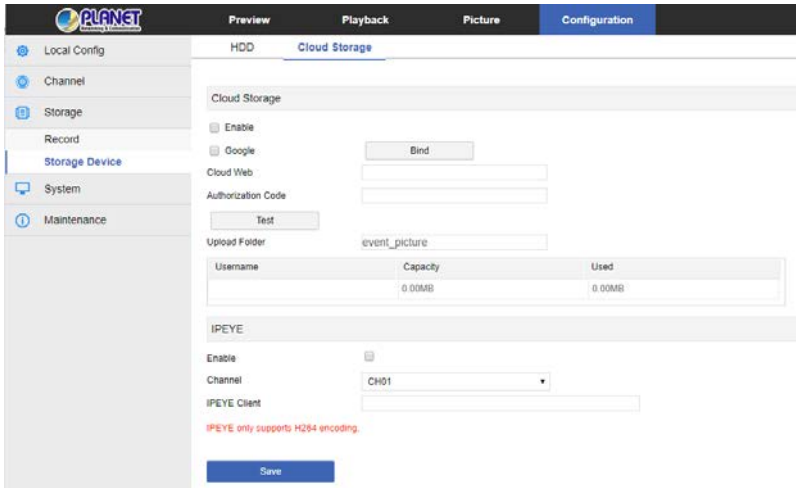 PLANET
Networking & Communication
Preview Playback Picture Configuration
Local Config
Channel
Storage
Record
Storage Device
System
Maintenance
HDD Cloud Storage
Cloud Storage
Enable
Google Bind
Cloud Web
Authorization Code
Test
Upload Folder event_picture
Username Capacity Used
0.00MB 0.00MB
IPEYE
Enable
Channel CH01
IPEYE Client
IPEYE only supports H264 encoding.
Save